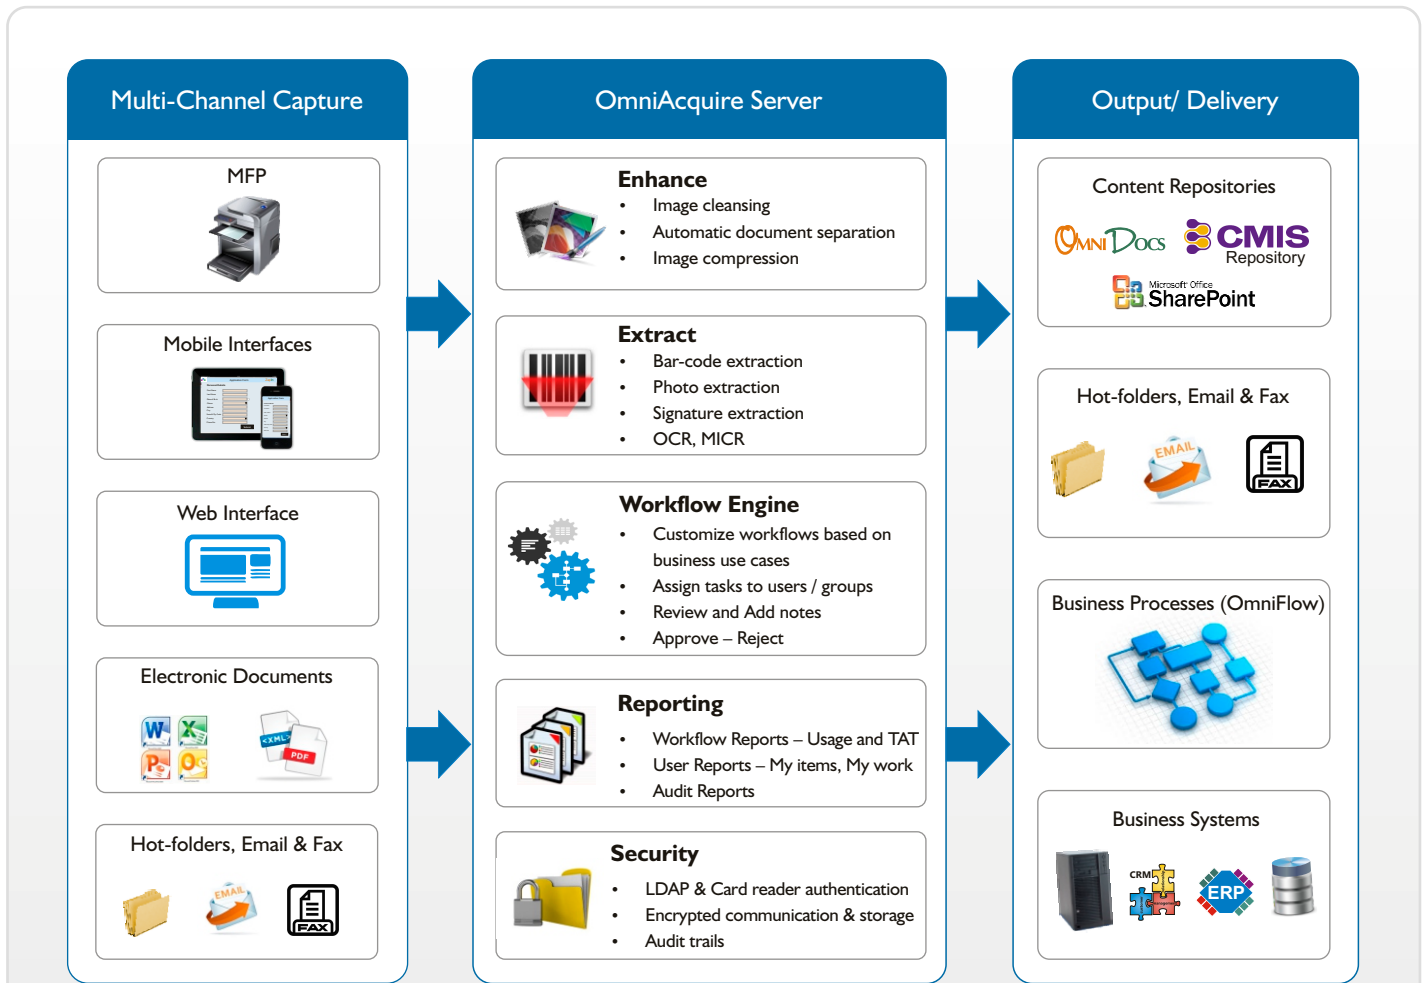 Multi-Channel Capture
MFP
Mobile Interfaces
Web Interface
Electronic Documents
<XML>
PDF
Hot-folders, Email & Fax
EMAIL
FAX
OmniAcquire Server
Enhance
• Image cleansing
• Automatic document separation
• Image compression
Extract
• Bar-code extraction
• Photo extraction
• Signature extraction
• OCR, MICR
Workflow Engine
• Customize workflows based on
business use cases
• Assign tasks to users / groups
• Review and Add notes
• Approve – Reject
Reporting
• Workflow Reports – Usage and TAT
• User Reports – My items, My work
• Audit Reports
Security
• LDAP & Card reader authentication
• Encrypted communication & storage
• Audit trails
Output/ Delivery
Content Repositories
OMNIDOCS
CMIS
Repository
Microsoft Office
SharePoint
Hot-folders, Email & Fax
EMAIL
FAX
Business Processes (OmniFlow)
Business Systems
CRM
ERP